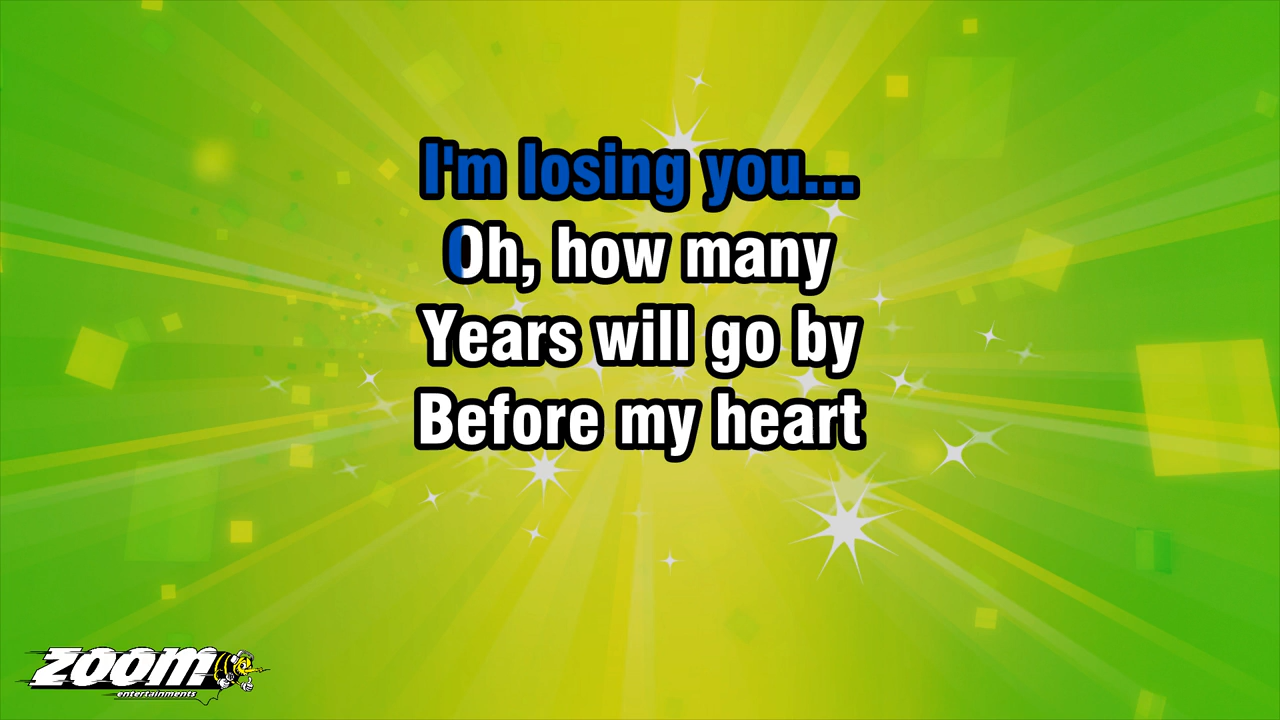 I'm losing you...
Oh, how many
Years will go by
Before my heart
ZOOM
entertainments